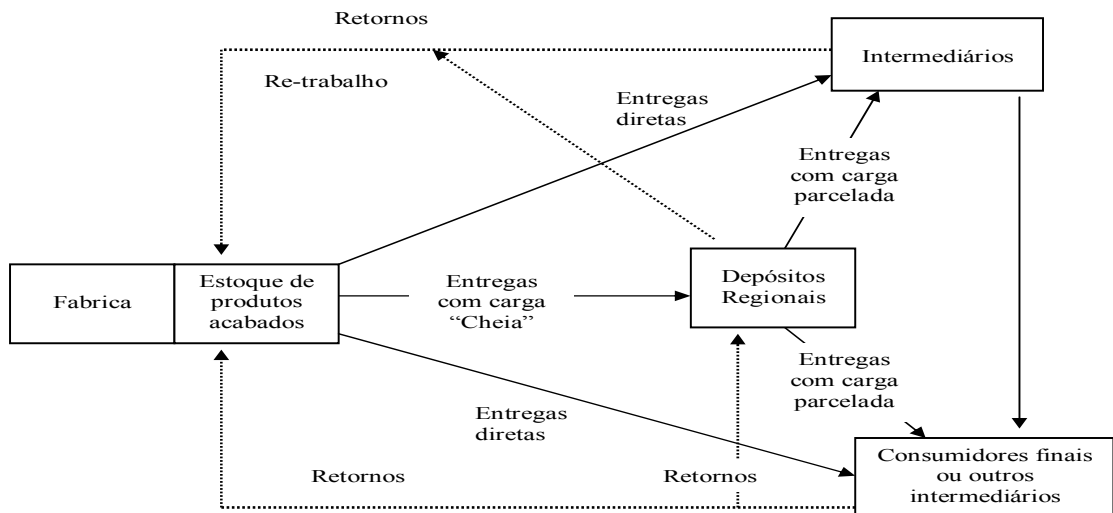 Retornos
Intermediários
Re-trabalho
Entregas
diretas
Entregas
com carga
parcelada
Fabrica
Estoque de
produtos
acabados
Entregas
com carga
“Cheia”
Depósitos
Regionais
Entregas
com carga
parcelada
Entregas
diretas
Consumidores finais
ou outros
intermediários
Retornos
Retornos